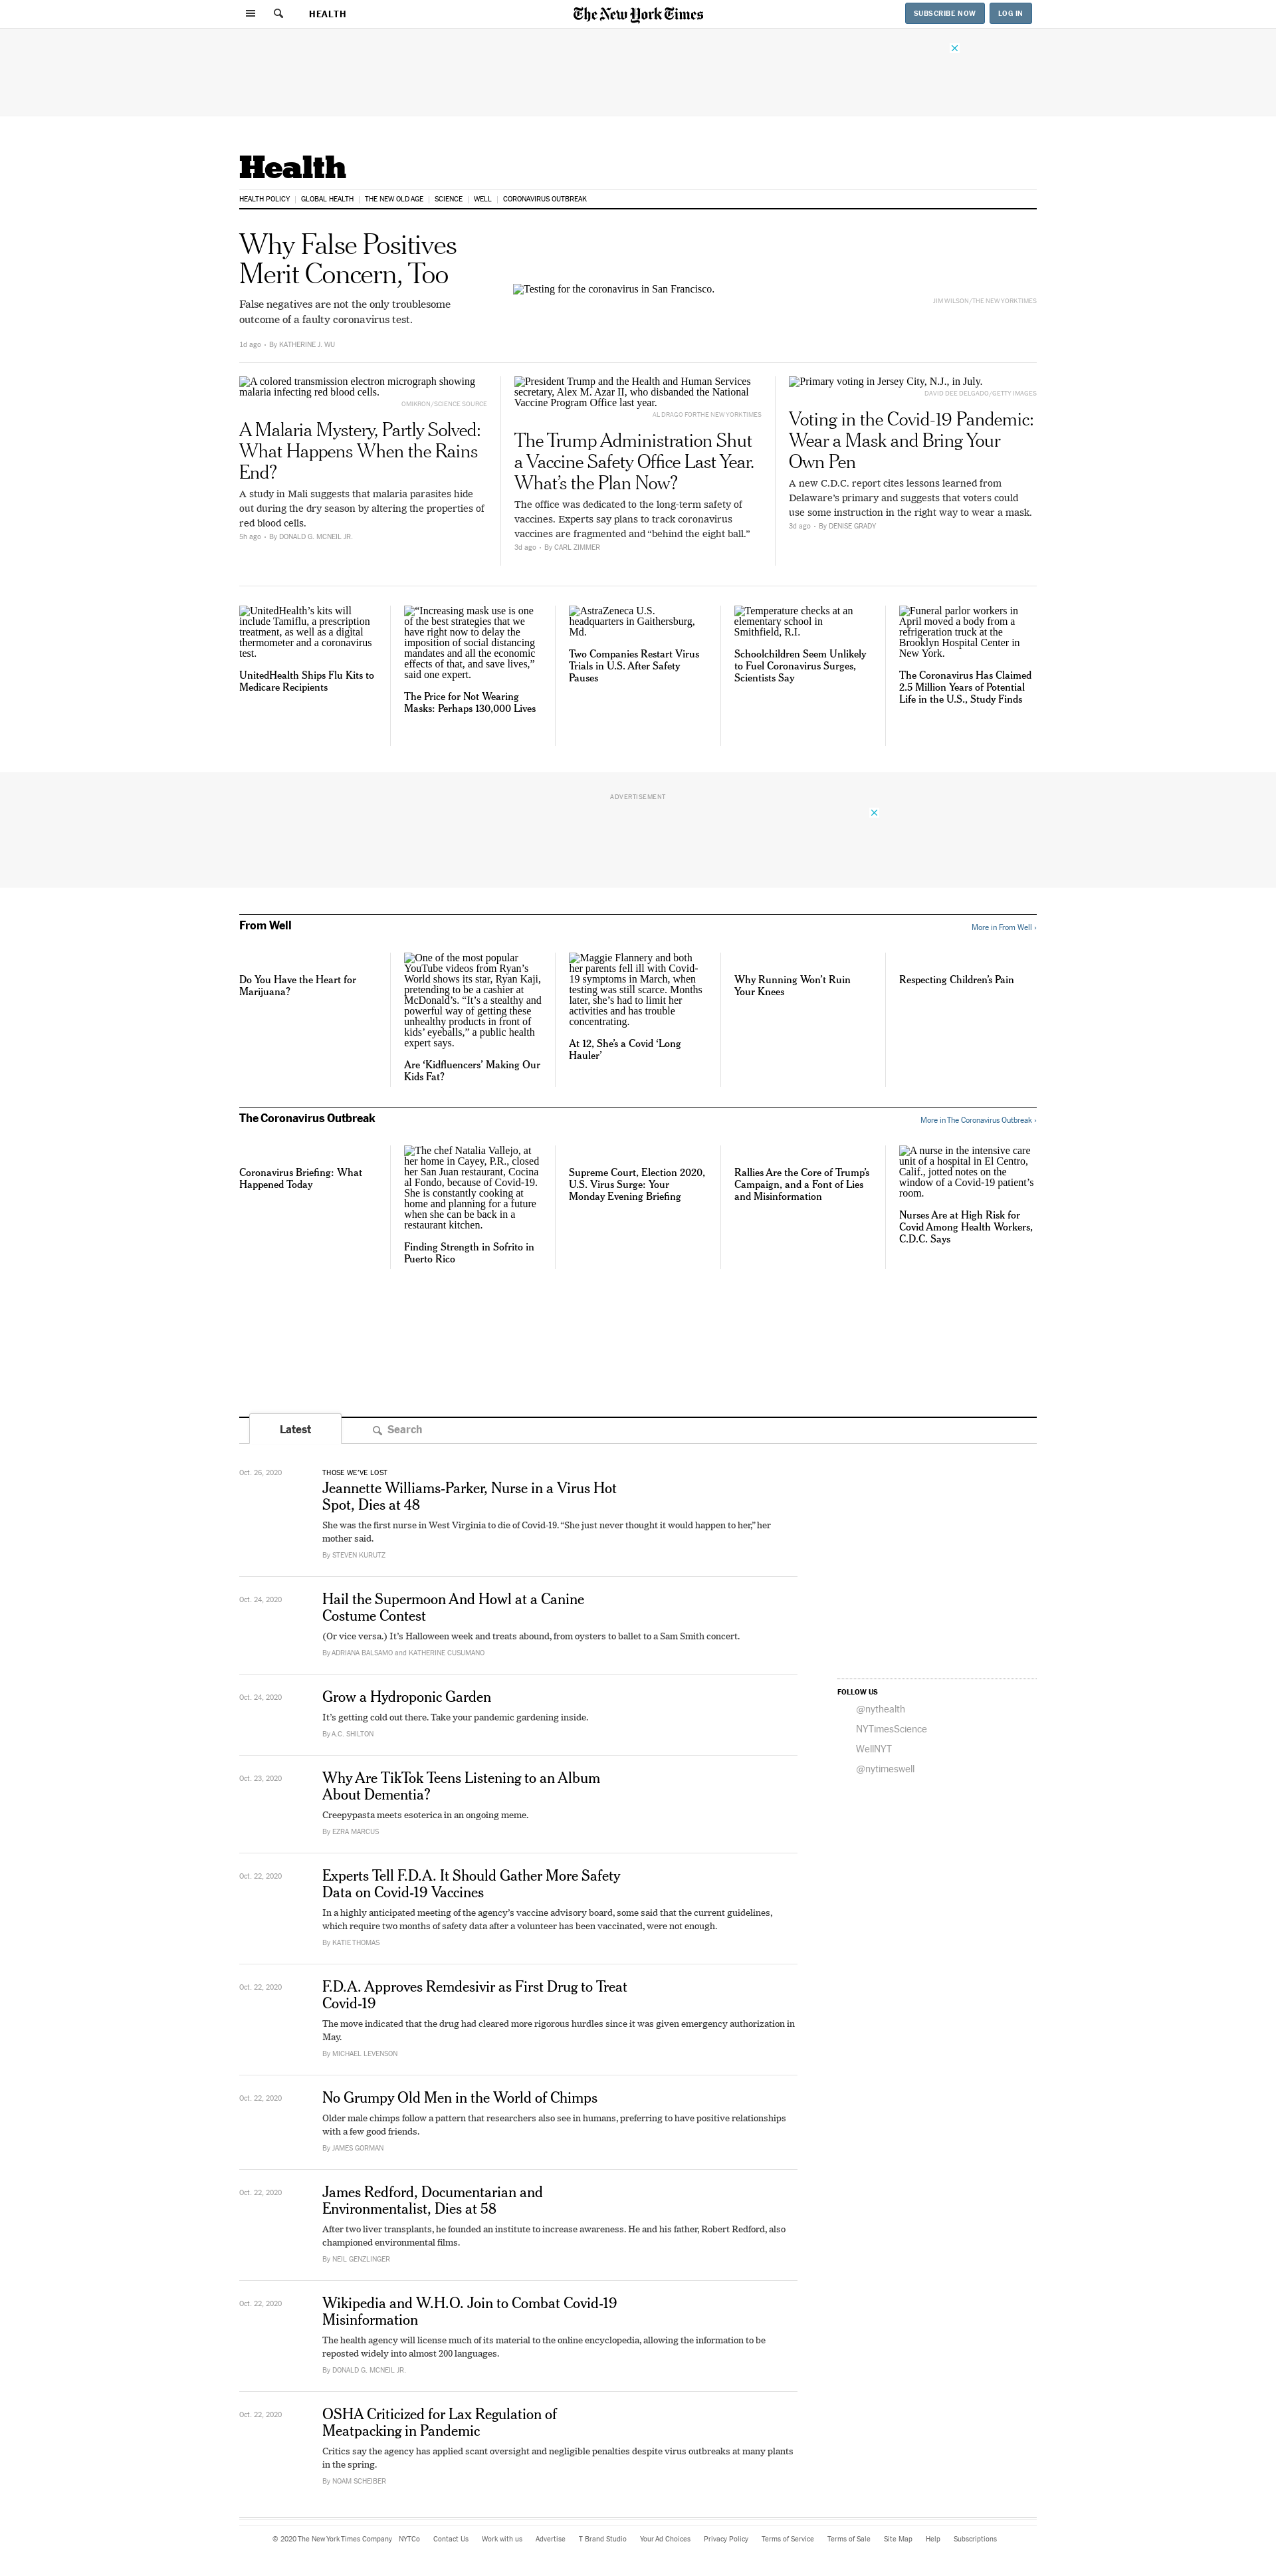 HEALTH
The New York Times
SUBSCRIBE NOW
LOG IN
Health
HEALTH POLICY
GLOBAL HEALTH
THE NEW OLD AGE
SCIENCE
WELL
CORONAVIRUS OUTBREAK
Why False Positives
Merit Concern, Too
False negatives are not the only troublesome
outcome of a faulty coronavirus test.
1d ago • By KATHERINE J. WU
Testing for the coronavirus in San Francisco.
JIM WILSON/THE NEW YORK TIMES
A colored transmission electron micrograph showing
malaria infecting red blood cells.
OMIKRON/SCIENCE SOURCE
A Malaria Mystery, Partly Solved:
What Happens When the Rains
End?
A study in Mali suggests that malaria parasites hide
out during the dry season by altering the properties of
red blood cells.
5h ago • By DONALD G. MCNEIL JR.
President Trump and the Health and Human Services
secretary, Alex M. Azar II, who disbanded the National
Vaccine Program Office last year.
AL DRAGO FOR THE NEW YORK TIMES
The Trump Administration Shut
a Vaccine Safety Office Last Year.
What’s the Plan Now?
The office was dedicated to the long-term safety of
vaccines. Experts say plans to track coronavirus
vaccines are fragmented and “behind the eight ball.”
3d ago • By CARL ZIMMER
Primary voting in Jersey City, N.J., in July.
DAVID DEE DELGADO/GETTY IMAGES
Voting in the Covid-19 Pandemic:
Wear a Mask and Bring Your
Own Pen
A new C.D.C. report cites lessons learned from
Delaware’s primary and suggests that voters could
use some instruction in the right way to wear a mask.
3d ago • By DENISE GRADY
UnitedHealth’s kits will
include Tamiflu, a prescription
treatment, as well as a digital
thermometer and a coronavirus
test.
UnitedHealth Ships Flu Kits to
Medicare Recipients
“Increasing mask use is one
of the best strategies that we
have right now to delay the
imposition of social distancing
mandates and all the economic
effects of that, and save lives,”
said one expert.
The Price for Not Wearing
Masks: Perhaps 130,000 Lives
AstraZeneca U.S.
headquarters in Gaithersburg,
Md.
Two Companies Restart Virus
Trials in U.S. After Safety
Pauses
Temperature checks at an
elementary school in
Smithfield, R.I.
Schoolchildren Seem Unlikely
to Fuel Coronavirus Surges,
Scientists Say
Funeral parlor workers in
April moved a body from a
refrigeration truck at the
Brooklyn Hospital Center in
New York.
The Coronavirus Has Claimed
2.5 Million Years of Potential
Life in the U.S., Study Finds
ADVERTISEMENT
From Well
More in From Well ›
Do You Have the Heart for
Marijuana?
One of the most popular
YouTube videos from Ryan’s
World shows its star, Ryan Kaji,
pretending to be a cashier at
McDonald’s. “It’s a stealthy and
powerful way of getting these
unhealthy products in front of
kids’ eyeballs,” a public health
expert says.
Are ‘Kidfluencers’ Making Our
Kids Fat?
Maggie Flannery and both
her parents fell ill with Covid-
19 symptoms in March, when
testing was still scarce. Months
later, she’s had to limit her
activities and has trouble
concentrating.
At 12, She’s a Covid ‘Long
Hauler’
Why Running Won’t Ruin
Your Knees
Respecting Children’s Pain
The Coronavirus Outbreak
More in The Coronavirus Outbreak ›
Coronavirus Briefing: What
Happened Today
The chef Natalia Vallejo, at
her home in Cayey, P.R., closed
her San Juan restaurant, Cocina
al Fondo, because of Covid-19.
She is constantly cooking at
home and planning for a future
when she can be back in a
restaurant kitchen.
Finding Strength in Sofrito in
Puerto Rico
Supreme Court, Election 2020,
U.S. Virus Surge: Your
Monday Evening Briefing
Rallies Are the Core of Trump’s
Campaign, and a Font of Lies
and Misinformation
A nurse in the intensive care
unit of a hospital in El Centro,
Calif., jotted notes on the
window of a Covid-19 patient’s
room.
Nurses Are at High Risk for
Covid Among Health Workers,
C.D.C. Says
Latest
Search
Oct. 26, 2020
THOSE WE’VE LOST
Jeannette Williams-Parker, Nurse in a Virus Hot
Spot, Dies at 48
She was the first nurse in West Virginia to die of Covid-19. “She just never thought it would happen to her,” her
mother said.
By STEVEN KURUTZ
Oct. 24, 2020
Hail the Supermoon And Howl at a Canine
Costume Contest
(Or vice versa.) It’s Halloween week and treats abound, from oysters to ballet to a Sam Smith concert.
By ADRIANA BALSAMO and KATHERINE CUSUMANO
Oct. 24, 2020
Grow a Hydroponic Garden
It’s getting cold out there. Take your pandemic gardening inside.
By A.C. SHILTON
FOLLOW US
@nythealth
NYTimesScience
WellNYT
@nytimeswell
Oct. 23, 2020
Why Are TikTok Teens Listening to an Album
About Dementia?
Creepypasta meets esoterica in an ongoing meme.
By EZRA MARCUS
Oct. 22, 2020
Experts Tell F.D.A. It Should Gather More Safety
Data on Covid-19 Vaccines
In a highly anticipated meeting of the agency’s vaccine advisory board, some said that the current guidelines,
which require two months of safety data after a volunteer has been vaccinated, were not enough.
By KATIE THOMAS
Oct. 22, 2020
F.D.A. Approves Remdesivir as First Drug to Treat
Covid-19
The move indicated that the drug had cleared more rigorous hurdles since it was given emergency authorization in
May.
By MICHAEL LEVENSON
Oct. 22, 2020
No Grumpy Old Men in the World of Chimps
Older male chimps follow a pattern that researchers also see in humans, preferring to have positive relationships
with a few good friends.
By JAMES GORMAN
Oct. 22, 2020
James Redford, Documentarian and
Environmentalist, Dies at 58
After two liver transplants, he founded an institute to increase awareness. He and his father, Robert Redford, also
championed environmental films.
By NEIL GENZLINGER
Oct. 22, 2020
Wikipedia and W.H.O. Join to Combat Covid-19
Misinformation
The health agency will license much of its material to the online encyclopedia, allowing the information to be
reposted widely into almost 200 languages.
By DONALD G. MCNEIL JR.
Oct. 22, 2020
OSHA Criticized for Lax Regulation of
Meatpacking in Pandemic
Critics say the agency has applied scant oversight and negligible penalties despite virus outbreaks at many plants
in the spring.
By NOAM SCHEIBER
© 2020 The New York Times Company NYTCo Contact Us Work with us Advertise T Brand Studio Your Ad Choices Privacy Policy Terms of Service Terms of Sale Site Map Help Subscriptions